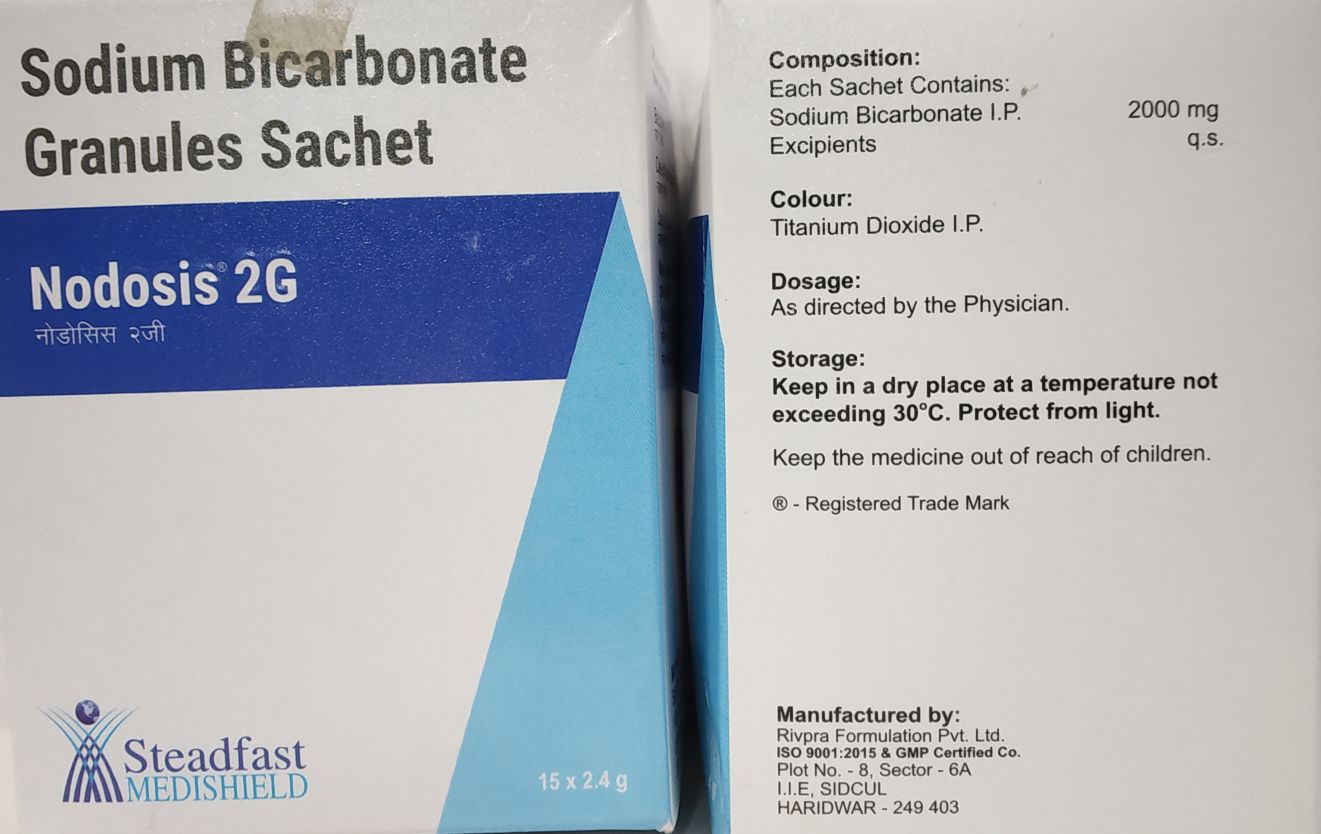 Sodium Bicarbonate
Granules Sachet
Nodosis® 2G
नोडोसिस २जी
Steadfast
MEDISHIELD
15 x 2.4 g
Composition:
Each Sachet Contains:
Sodium Bicarbonate I.P. 2000 mg
Excipients q.s.
Colour:
Titanium Dioxide I.P.
Dosage:
As directed by the Physician.
Storage:
Keep in a dry place at a temperature not
exceeding 30°C. Protect from light.
Keep the medicine out of reach of children.
® - Registered Trade Mark
Manufactured by:
Rivpra Formulation Pvt. Ltd.
ISO 9001:2015 & GMP Certified Co.
Plot No. - 8, Sector - 6A
I.I.E, SIDCUL
HARIDWAR - 249 403